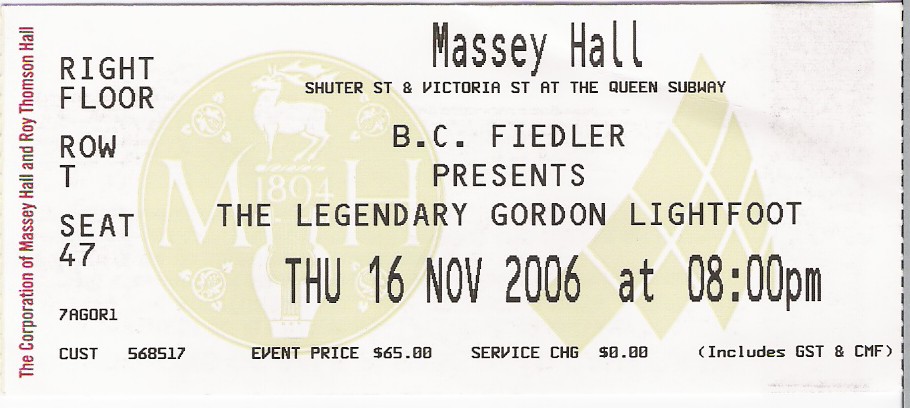 The Corporation of Massey Hall and Roy Thomson Hall
RIGHT
FLOOR
ROW
T
SEAT
47
7AGOR1
Massey Hall
SHUTER ST & VICTORIA ST AT THE QUEEN SUBWAY
B.C. FIEDLER
PRESENTS
THE LEGENDARY GORDON LIGHTFOOT
THU 16 NOV 2006 at 08:00pm
M 1894 H
CUST 568517 EVENT PRICE $65.00 SERVICE CHG $0.00 (Includes GST & CMF)